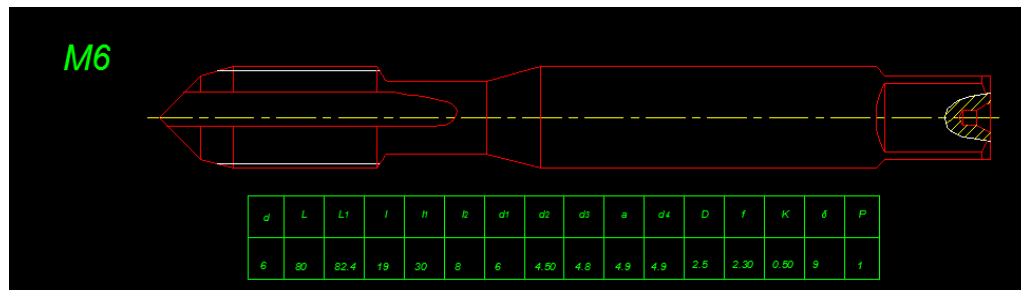 M6
d L L1 l l1 l2 d1 d2 d3 a d4 D f K δ P
6 80 82.4 19 30 8 6 4.50 4.8 4.9 4.9 2.5 2.30 0.50 9 1